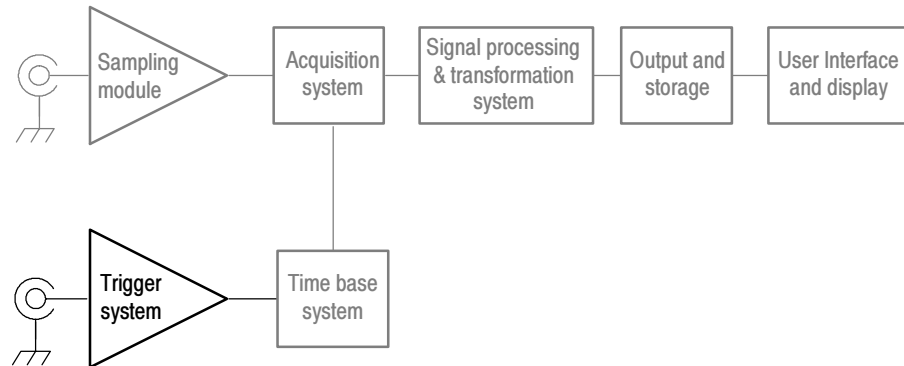 Sampling
module
Acquisition
system
Signal processing
& transformation
system
Output and
storage
User Interface
and display
Trigger
system
Time base
system